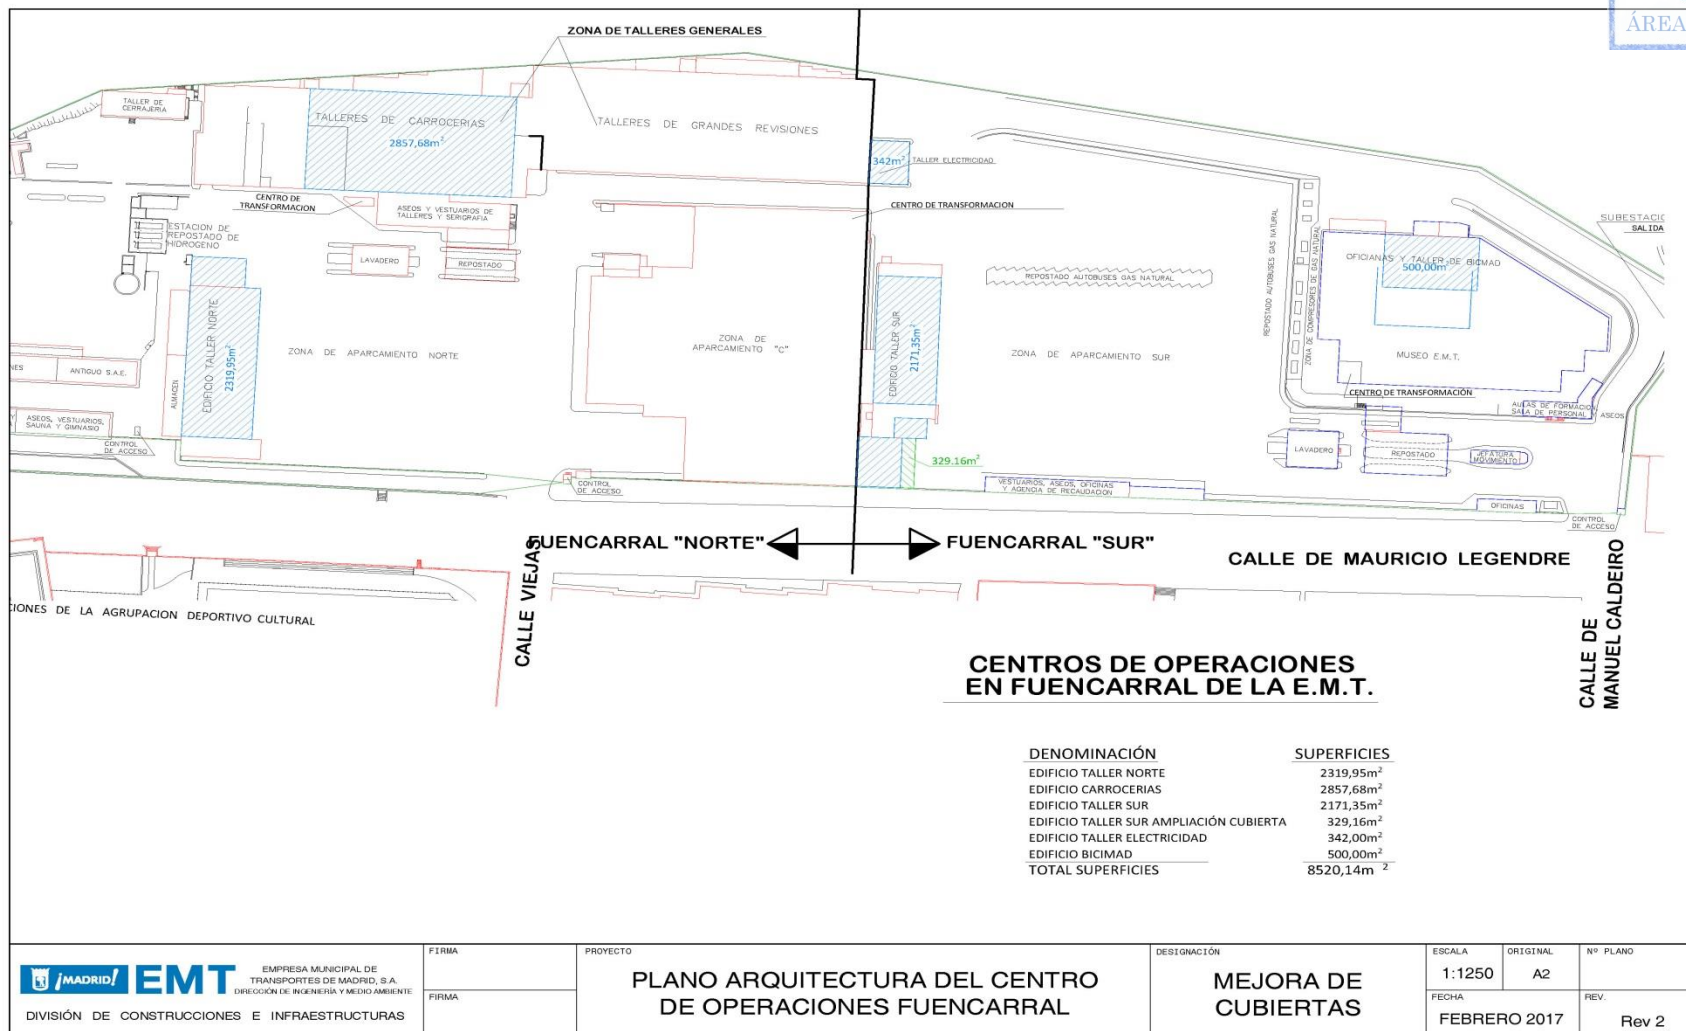 ÁREA
ZONA DE TALLERES GENERALES
TALLER DE
CERRAJERIA
TALLERES DE CARROCERIAS
2857,68m²
TALLERES DE GRANDES REVISIONES
342m²
TALLER ELECTRICIDAD
CENTRO DE
TRANSFORMACION
ASEOS Y VESTUARIOS DE
TALLERES Y SERIGRAFIA
CENTRO DE TRANSFORMACION
ESTACION DE
REPOSTADO DE
HIDROGENO
LAVADERO
REPOSTADO
REPOSTADO AUTOBUSES GAS NATURAL
REPOSTADO AUTOBUSES GAS NATURAL
ZONA DE COMPRESORES DE GAS NATURAL
SUBESTACIO
SALIDA
OFICIANAS Y TALLER DE BICMAD
500,00m²
EDIFICIO TALLER NORTE
2319,95m²
ALMACEN
ZONA DE APARCAMIENTO NORTE
ZONA DE
APARCAMIENTO "C"
EDIFICIO TALLER SUR
2171,35m²
ZONA DE APARCAMIENTO SUR
MUSEO E.M.T.
NES
ANTIGUO S.A.E.
CENTRO DE TRANSFORMACIÓN
ASEOS, VESTUARIOS,
SAUNA Y GIMNASIO
CONTROL
DE ACCESO
AULAS DE FORMACION
SALA DE PERSONAL Y ASEOS
LAVADERO
REPOSTADO
JEFATURA
MOVIMIENTO
329.16m²
CONTROL
DE ACCESO
VESTUARIOS, ASEOS, OFICINAS
Y AGENCIA DE RECAUDACION
OFICINAS
CONTROL
DE ACCESO
FUENCARRAL "NORTE"
FUENCARRAL "SUR"
CALLE DE MAURICIO LEGENDRE
CALLE VIEJAS
CALLE DE
MANUEL CALDEIRO
CIONES DE LA AGRUPACION DEPORTIVO CULTURAL
CENTROS DE OPERACIONES
EN FUENCARRAL DE LA E.M.T.
DENOMINACIÓN SUPERFICIES
EDIFICIO TALLER NORTE 2319,95m²
EDIFICIO CARROCERIAS 2857,68m²
EDIFICIO TALLER SUR 2171,35m²
EDIFICIO TALLER SUR AMPLIACIÓN CUBIERTA 329,16m²
EDIFICIO TALLER ELECTRICIDAD 342,00m²
EDIFICIO BICIMAD 500,00m²
TOTAL SUPERFICIES 8520,14m ²
¡MADRID! EMT
EMPRESA MUNICIPAL DE
TRANSPORTES DE MADRID, S.A.
DIRECCIÓN DE INGENIERÍA Y MEDIO AMBIENTE
DIVISIÓN DE CONSTRUCCIONES E INFRAESTRUCTURAS
FIRMA
FIRMA
PROYECTO
PLANO ARQUITECTURA DEL CENTRO
DE OPERACIONES FUENCARRAL
DESIGNACIÓN
MEJORA DE
CUBIERTAS
ESCALA
1:1250
ORIGINAL
A2
Nº PLANO
FECHA
FEBRERO 2017
REV.
Rev 2